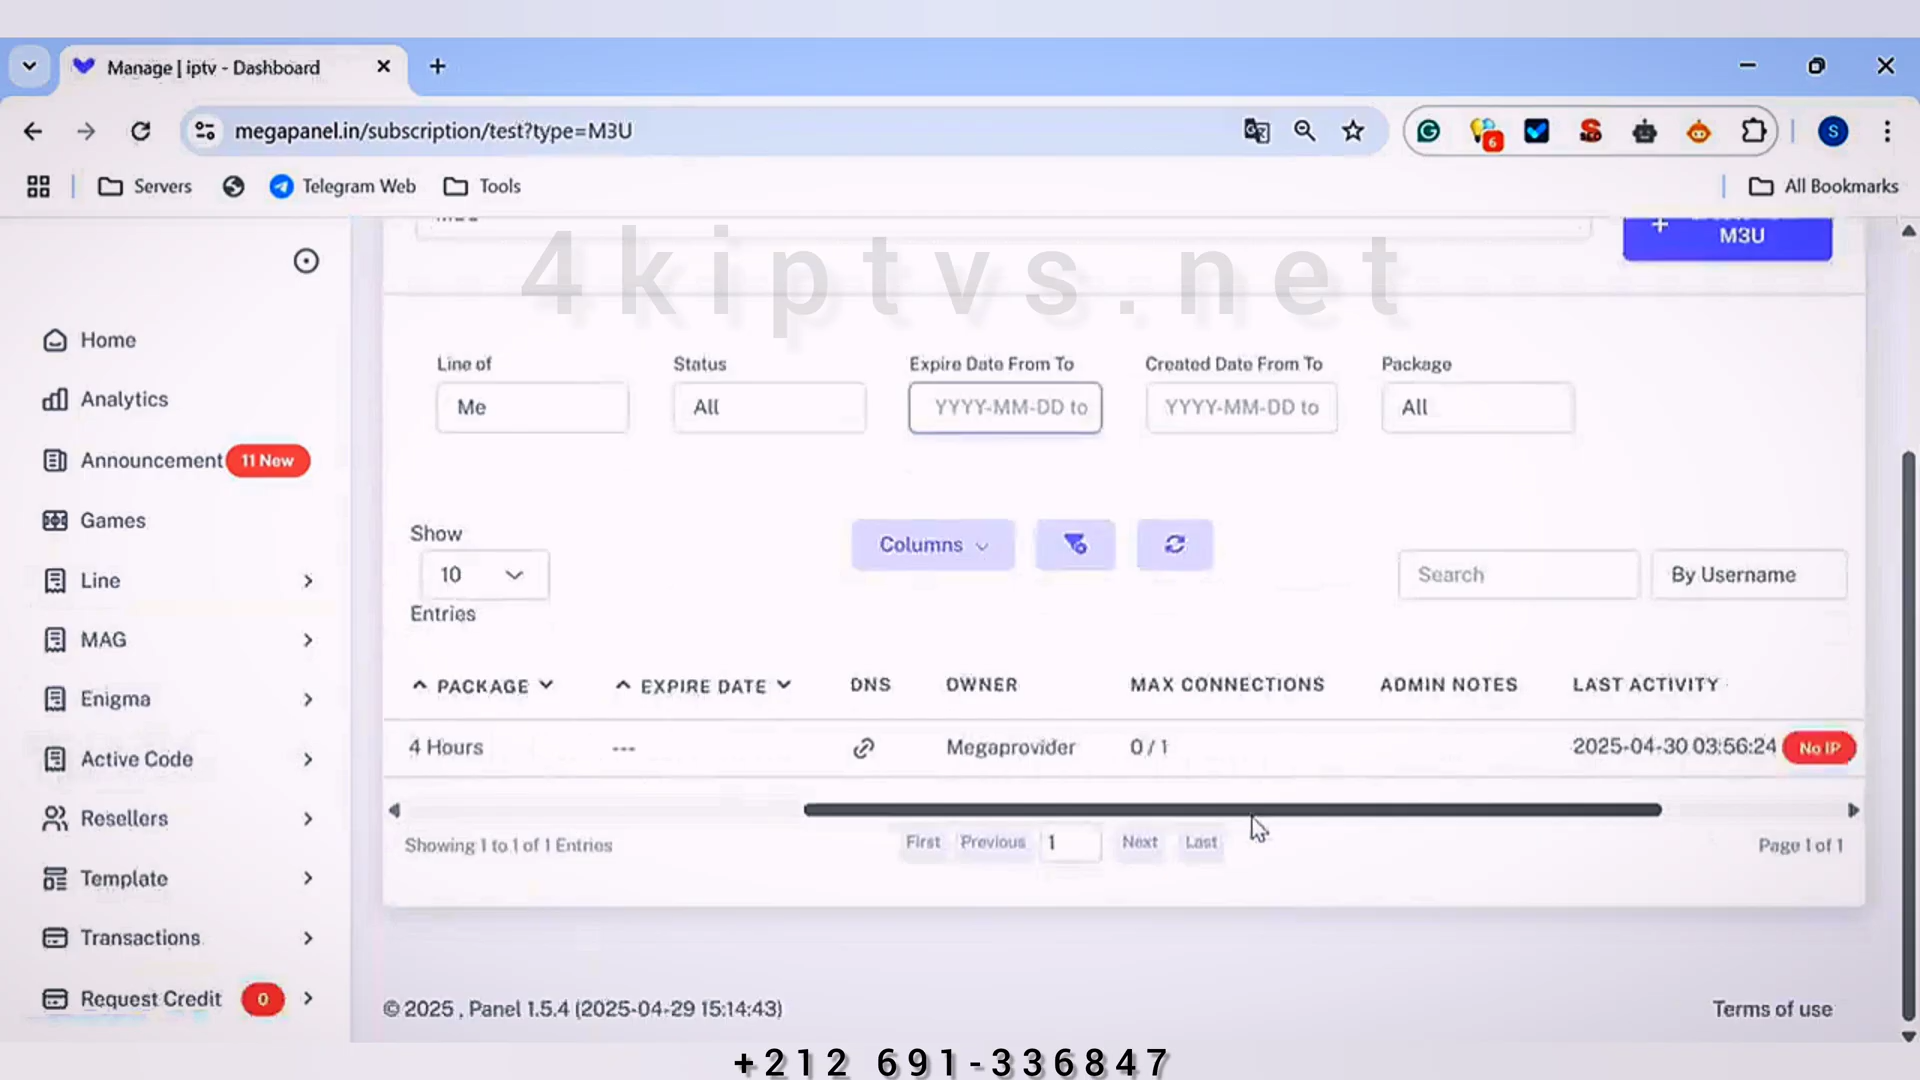 Manage | iptv - Dashboard
megapanel.in/subscription/test?type=M3U
6
SEO
S
Servers
Telegram Web
Tools
All Bookmarks
M3U
4kiptvs.net
Home
Analytics
Announcement 11 New
Games
Line
MAG
Enigma
Active Code
Resellers
Template
Transactions
Request Credit 0
Line of
Status
Expire Date From To
Created Date From To
Package
Me
All
YYYY-MM-DD to
YYYY-MM-DD to
All
Show
10
Entries
Columns
Search
By Username
PACKAGE
EXPIRE DATE
DNS
OWNER
MAX CONNECTIONS
ADMIN NOTES
LAST ACTIVITY
4 Hours
---
Megaprovider
0 / 1
2025-04-30 03:56:24
No IP
Showing 1 to 1 of 1 Entries
First
Previous
1
Next
Last
Page 1 of 1
© 2025 , Panel 1.5.4 (2025-04-29 15:14:43)
Terms of use
+212 691-336847